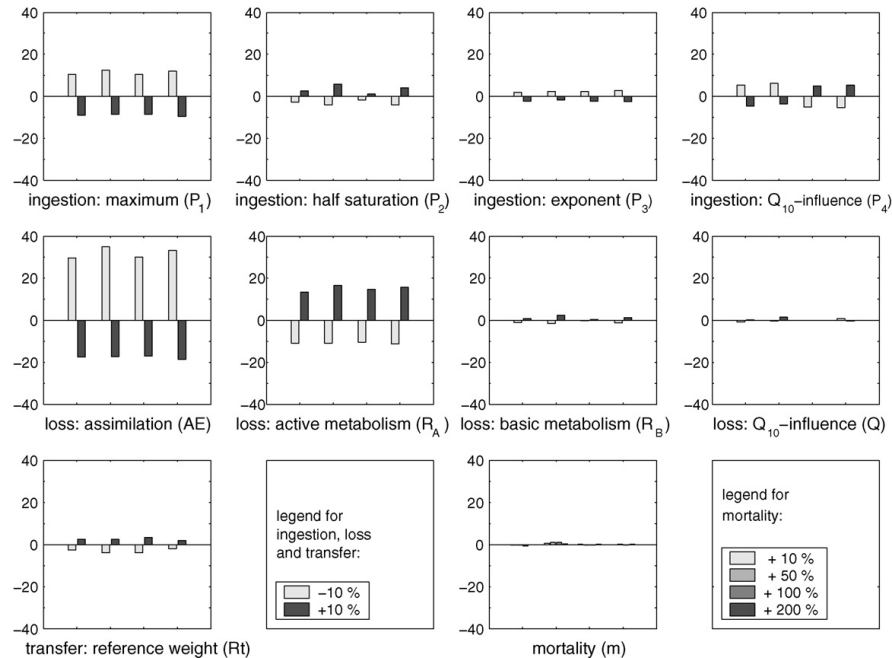 40 40 40 40
20 20 20 20
0 0 0 0
−20 −20 −20 −20
−40 −40 −40 −40
ingestion: maximum (P1) ingestion: half saturation (P2) ingestion: exponent (P3) ingestion: Q10−influence (P4)
40 40 40 40
20 20 20 20
0 0 0 0
−20 −20 −20 −20
−40 −40 −40 −40
loss: assimilation (AE) loss: active metabolism (RA) loss: basic metabolism (RB) loss: Q10−influence (Q)
40 40
20 20
0 0
−20 −20
−40 −40
transfer: reference weight (Rt)
legend for
ingestion, loss
and transfer:
−10 %
+10 %
mortality (m)
legend for
mortality:
+ 10 %
+ 50 %
+ 100 %
+ 200 %